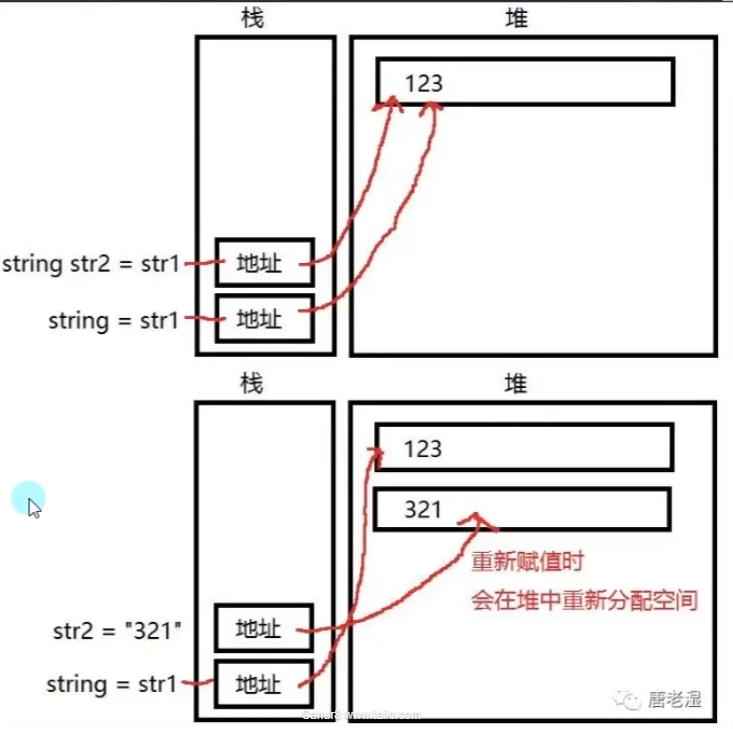 栈 堆
123
string str2 = str1 地址
string = str1 地址
栈 堆
123
321
重新赋值时
会在堆中重新分配空间
str2 = "321" 地址
string = str1 地址
唐老湿